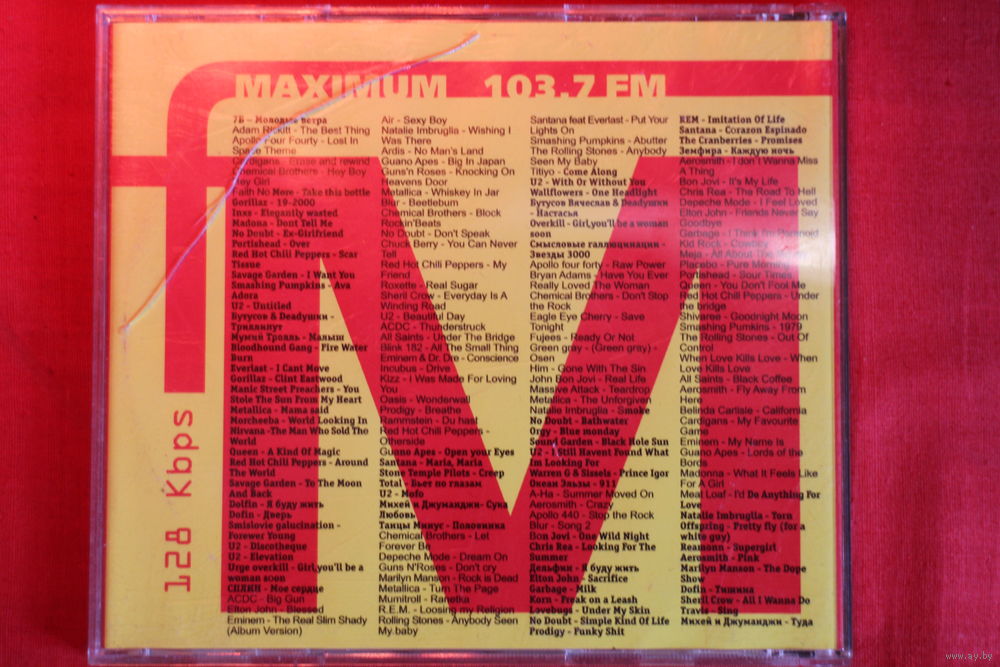 MAXIMUM 103.7 FM
128 Kbps
7Б – Молодые ветра
Adam Rickitt - The Best Thing
Apollo Four Fourty - Lost In
Space Theme
Cardigans - Erase and rewind
Chemical Brothers - Hey Boy
Hey Girl
Faith No More - Take this bottle
Gorillaz - 19-2000
Inxs - Elegantly wasted
Madona - Dont Tell Me
No Doubt - Ex-Girlfriend
Portishead - Over
Red Hot Chili Peppers - Scar
Tissue
Savage Garden - I Want You
Smashing Pumpkins - Ava
Adora
U2 - Untitled
Бутусов & Deaдушки -
Триллипут
Мумий Тролль - Малыш
Bloodhound Gang - Fire Water
Burn
Everlast - I Cant Move
Gorillaz - Clint Eastwood
Manic Street Preachers - You
Stole The Sun From My Heart
Metallica - Mama said
Morcheeba - World Looking In
Nirvana -The Man Who Sold The
World
Queen - A Kind Of Magic
Red Hot Chili Peppers - Around
The World
Savage Garden - To The Moon
And Back
Dolfin - Я буду жить
Dofin - Дверь
Smislovie galucination -
Forewer Young
U2 - Discotheque
U2 - Elevation
Urge overkill - Girl,you'll be a
woman soon
СПЛИН - Мое сердце
ACDC - Big Gun
Elton John - Blessed
Eminem - The Real Slim Shady
(Album Version)
Air - Sexy Boy
Natalie Imbruglia - Wishing I
Was There
Ardis - No Man's Land
Guano Apes - Big In Japan
Guns'n Roses - Knocking On
Heavens Door
Metallica - Whiskey In Jar
Blur - Beetlebum
Chemical Brothers - Block
Rockin'Beats
No Doubt - Don't Speak
Chuck Berry - You Can Never
Tell
Red Hot Chili Peppers - My
Friend
Roxette - Real Sugar
Sheril Crow - Everyday Is A
Winding Road
U2 - Beautiful Day
ACDC - Thunderstruck
All Saints - Under The Bridge
Blink 182 - All The Small Thing
Eminem & Dr. Dre - Conscience
Incubus - Drive
Kizz - I Was Made For Loving
You
Oasis - Wonderwall
Prodigy - Breathe
Rammstein - Du hast
Red Hot Chili Peppers -
Otherside
Guano Apes - Open your Eyes
Santana - Maria, Maria
Stone Temple Pilots - Creep
Total - Бьет по глазам
U2 - Mofo
Михей и Джуманджи- Сука
Любовь
Танцы Минус - Половинка
Chemical Brothers - Let
Forever Be
Depeche Mode - Dream On
Guns N'Roses - Don't cry
Marilyn Manson - Rock is Dead
Metallica - Turn The Page
Mumitroll - Ranetka
R.E.M. - Loosing my Religion
Rolling Stones - Anybody Seen
My baby
Santana feat Everlast - Put Your
Lights On
Smashing Pumpkins - Abutter
The Rolling Stones - Anybody
Seen My Baby
Titiyo - Come Along
U2 - With Or Without You
Wallflowers - One Headlight
Бутусов Вячеслав & Deaдушки
- Настасья
Overkill - Girl,you'll be a woman
soon
Смысловые галлюцинации -
Звезды 3000
Apollo four forty - Raw Power
Bryan Adams - Have You Ever
Really Loved The Woman
Chemical Brothers - Don't Stop
the Rock
Eagle Eye Cherry - Save
Tonight
Fujees - Ready Or Not
Green gray - (Green gray) -
Osen
Him - Gone With The Sin
John Bon Jovi - Real Life
Massive Attack - Teardrop
Metalica - The Unforgiven
Natalie Imbruglia - Smoke
No Doubt - Bathwater
Orgy - Blue monday
Sound Garden - Black Hole Sun
U2 - I Still Havent Found What
Im Looking For
Warren G & Sissels - Prince Igor
Океан Эльзы - 911
A-Ha - Summer Moved On
Aerosmith - Crazy
Apollo 440 - Stop the Rock
Blur - Song 2
Bon Jovi - One Wild Night
Chris Rea - Looking For The
Summer
Дельфин - Я буду жить
Elton John - Sacrifice
Garbage - Milk
Korn - Freak on a Leash
Lovebugs - Under My Skin
No Doubt - Simple Kind Of Life
Prodigy - Funky Shit
REM - Imitation Of Life
Santana - Corazon Espinado
The Cranberries - Promises
Земфира - Каждую ночь
Aerosmith - I don't Wanna Miss
A Thing
Bon Jovi - It's My Life
Chris Rea - The Road To Hell
Depeche Mode - I Feel Loved
Elton John - Friends Never Say
Goodbye
Garbage - I Think Im Paranoid
Kid Rock - Cowboy
Meja - All About The Money
Placebo - Pure Morning
Portishead - Sour Times
Queen - You Don't Fool Me
Red Hot Chili Peppers - Under
the bridge
Shivaree - Goodnight Moon
Smashing Pumkins - 1979
The Rolling Stones - Out Of
Control
When Love Kills Love - When
Love Kills Love
All Saints - Black Coffee
Aerosmith - Fly Away From
Here
Belinda Carlisle - California
Cardigans - My Favourite
Game
Eminem - My Name Is
Guano Apes - Lords of the
Bords
Madonna - What It Feels Like
For A Girl
Meat Loaf - I'd Do Anything For
Love
Natalie Imbruglia - Torn
Offspring - Pretty fly (for a
white guy)
Reamonn - Supergirl
Aerosmith - Pink
Marilyn Manson - The Dope
Show
Dofin - Тишина
Sheril Crow - All I Wanna Do
Travis - Sing
Михей и Джуманджи - Туда
www.ay.by